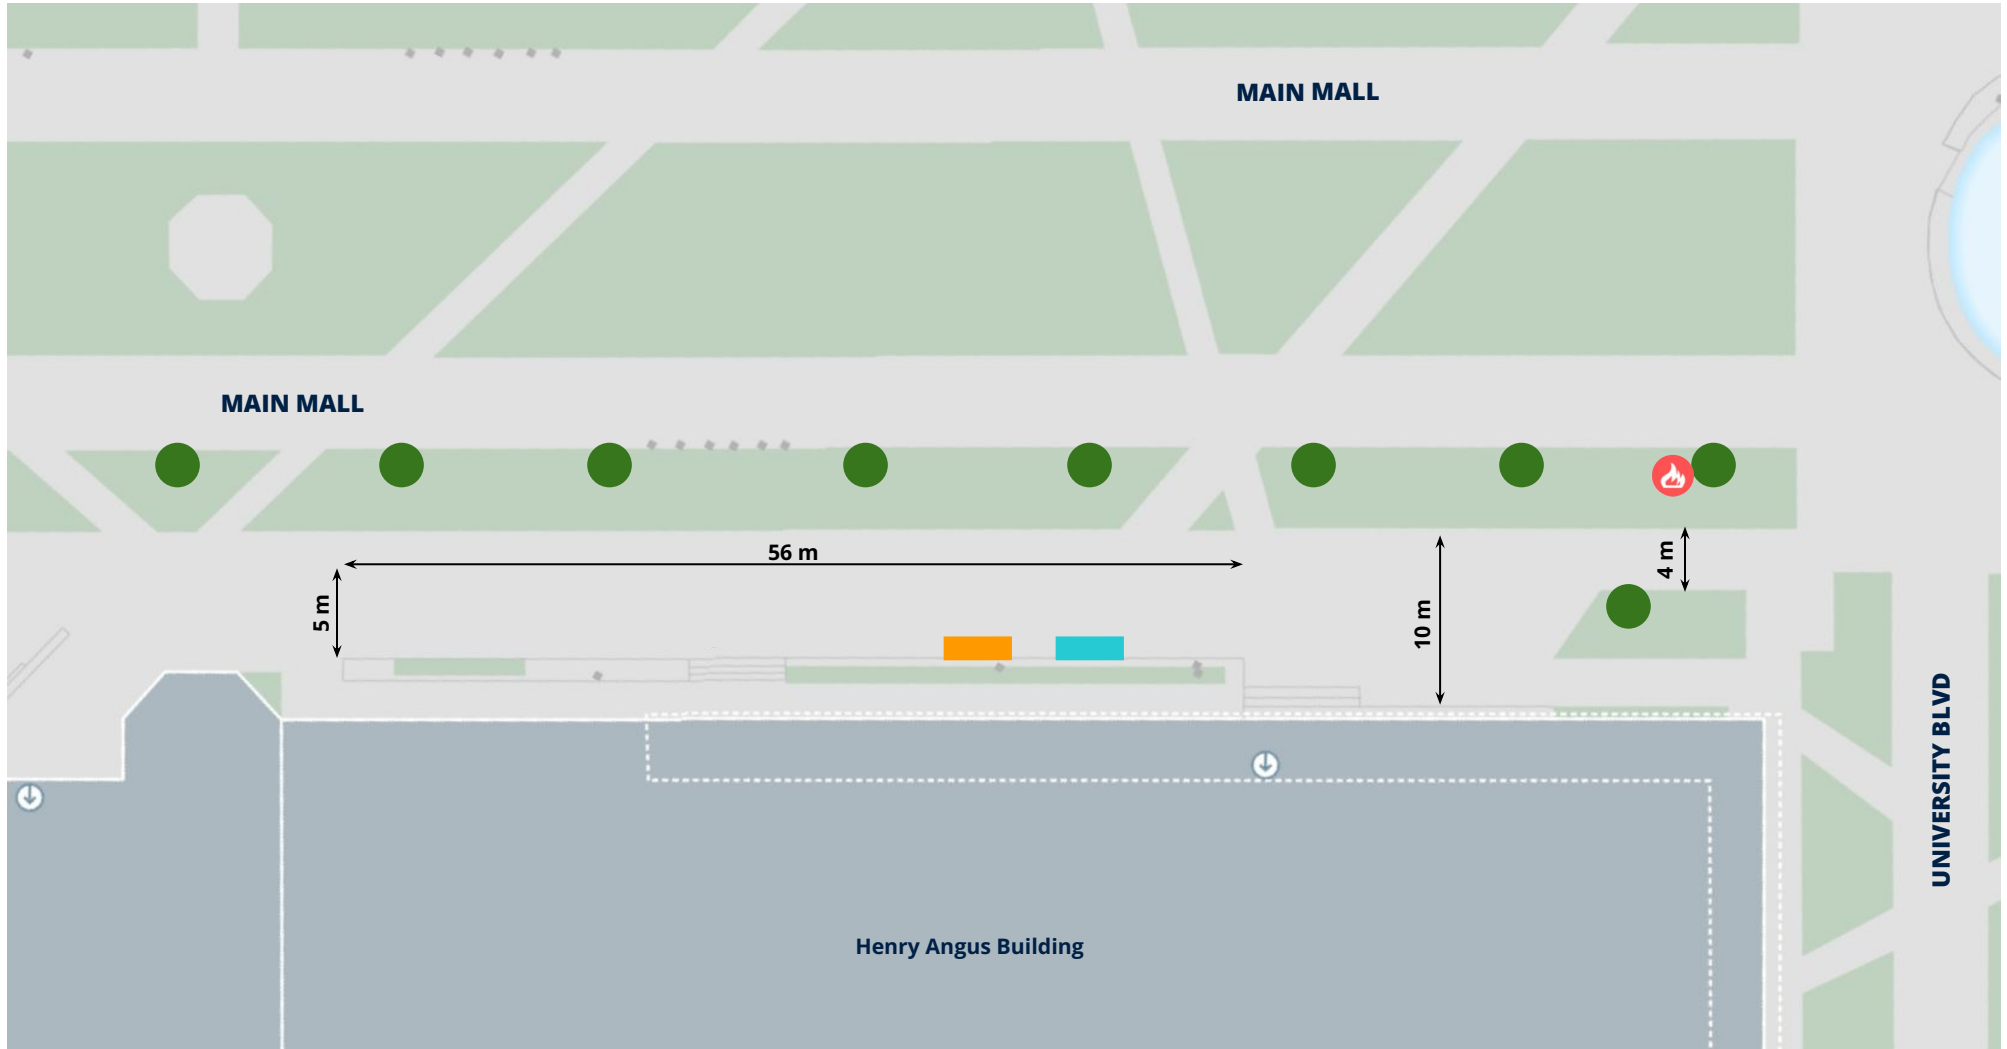 MAIN MALL
MAIN MALL
56 m
5 m
10 m
4 m
UNIVERSITY BLVD
Henry Angus Building